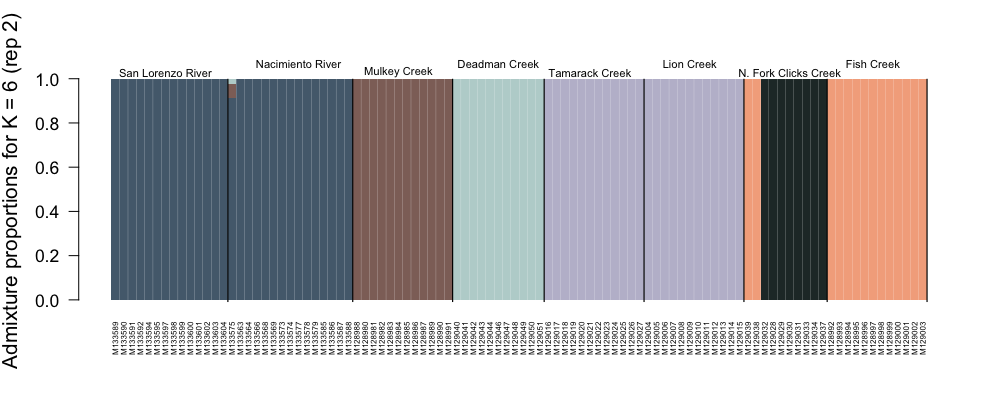 Admixture proportions for K = 6 (rep 2)
1.0
0.8
0.6
0.4
0.2
0.0
San Lorenzo River
Nacimiento River
Mulkey Creek
Deadman Creek
Tamarack Creek
Lion Creek
N. Fork Clicks Creek
Fish Creek
M133589
M133590
M133591
M133592
M133594
M133595
M133597
M133598
M133599
M133600
M133601
M133602
M133603
M133604
M133575
M133563
M133564
M133566
M133568
M133569
M133573
M133574
M133577
M133578
M133579
M133585
M133586
M133587
M133588
M128988
M128980
M128981
M128982
M128983
M128984
M128985
M128986
M128987
M128989
M128990
M128991
M129040
M129041
M129042
M129043
M129044
M129045
M129046
M129047
M129048
M129050
M129051
M129016
M129017
M129018
M129019
M129020
M129021
M129022
M129023
M129024
M129025
M129026
M129027
M129004
M129005
M129006
M129007
M129008
M129009
M129010
M129011
M129012
M129013
M129014
M129015
M129039
M129038
M129032
M129028
M129029
M129030
M129031
M129033
M129034
M129037
M128992
M128993
M128994
M128995
M128996
M128997
M128998
M128999
M129000
M129001
M129002
M129003